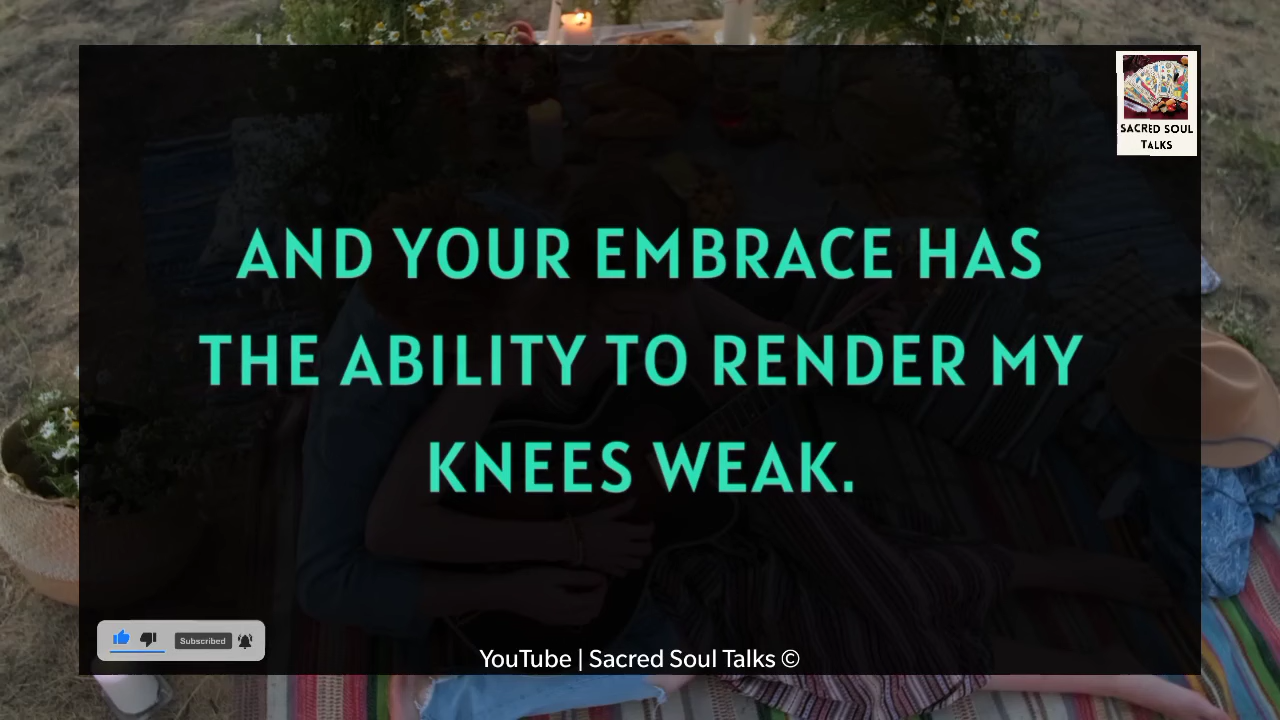 SACRED SOUL
TALKS
AND YOUR EMBRACE HAS
THE ABILITY TO RENDER MY
KNEES WEAK.
Subscribed
YouTube | Sacred Soul Talks ©